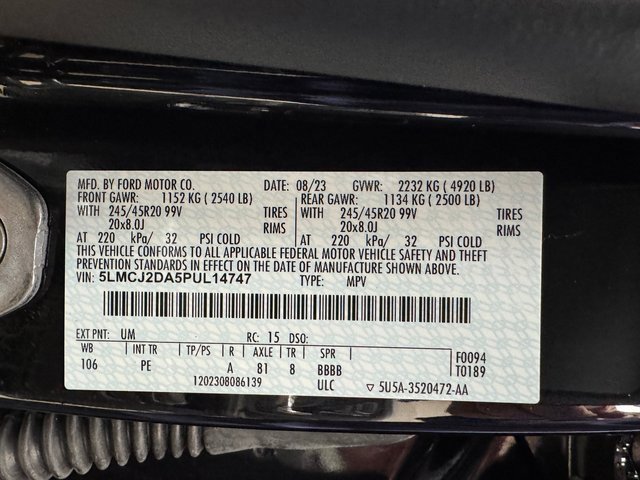 MFD. BY FORD MOTOR CO. DATE: 08/23 GVWR: 2232 KG ( 4920 LB)
FRONT GAWR: 1152 KG ( 2540 LB) REAR GAWR: 1134 KG ( 2500 LB)
WITH 245/45R20 99V TIRES WITH 245/45R20 99V TIRES
20x8.0J RIMS 20x8.0J RIMS
AT 220 kPa/ 32 PSI COLD AT 220 kPa/ 32 PSI COLD
THIS VEHICLE CONFORMS TO ALL APPLICABLE FEDERAL MOTOR VEHICLE SAFETY AND THEFT
PREVENTION STANDARDS IN EFFECT ON THE DATE OF MANUFACTURE SHOWN ABOVE.
VIN: 5LMCJ2DA5PUL14747 TYPE: MPV
EXT PNT: UM RC: 15 DSO:
WB INT TR TP/PS R AXLE TR SPR F0094
106 PE A 81 8 BBBB T0189
1202308086139 ULC ▽ 5U5A-3520472-AA